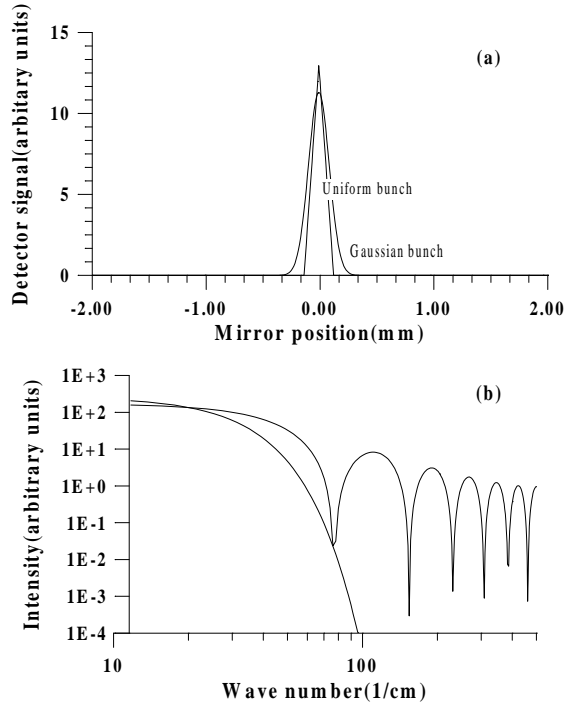 15
(a)
10
Uniform bunch
5
Gaussian bunch
0
-2.00 -1.00 0.00 1.00 2.00
Detector signal(arbitary units)
Mirror position(mm)
1E+3
(b)
1E+2
1E+1
1E+0
1E-1
1E-2
1E-3
1E-4
10 100
Intensity(arbitrary units)
Wave number(1/cm)